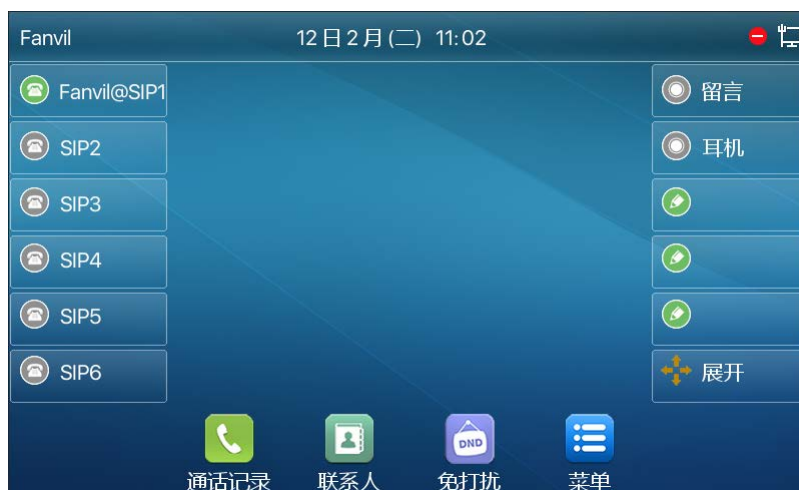 Fanvil 12日2月(二) 11:02
Fanvil@SIP1
SIP2
SIP3
SIP4
SIP5
SIP6
留言
耳机
展开
DND
通话记录 联系人 免打扰 菜单